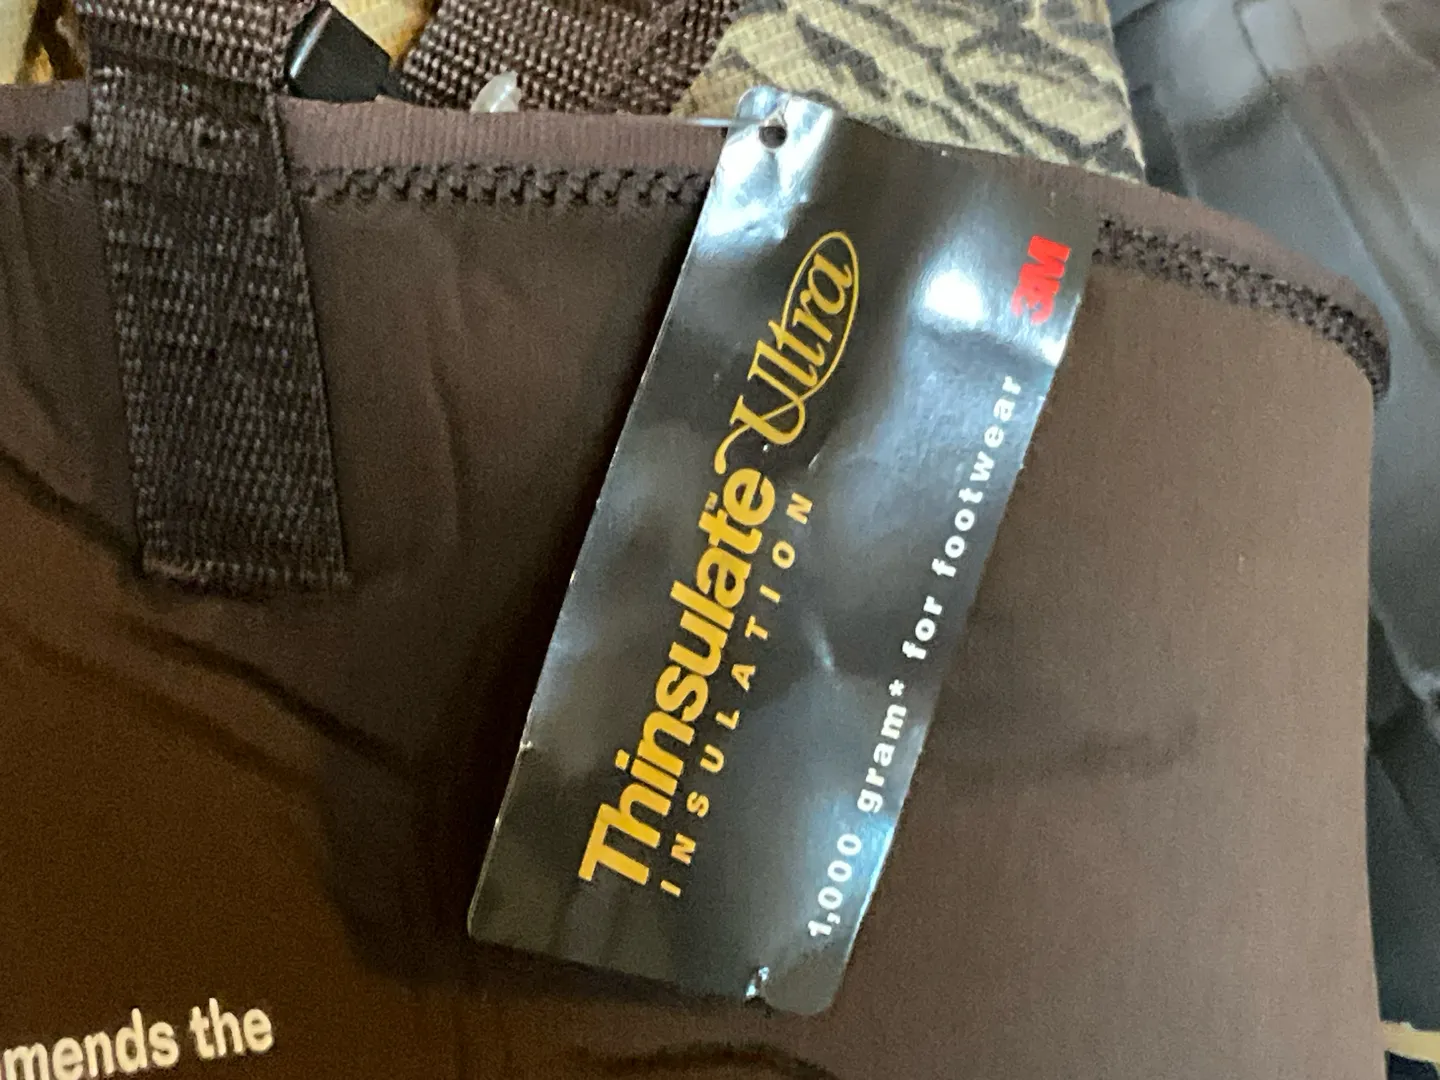 3M
Thinsulate™ Ultra
INSULATION
1,000 gram* for footwear
mends the